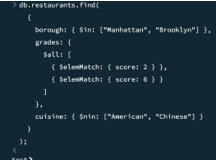 > db.restaurants.find(
{
borough: { $in: ["Manhattan", "Brooklyn"] },
grades: {
$all: [
{ $elemMatch: { score: 2 } },
{ $elemMatch: { score: 6 } }
]
},
cuisine: { $nin: ["American", "Chinese"] }
}
);
<
test>